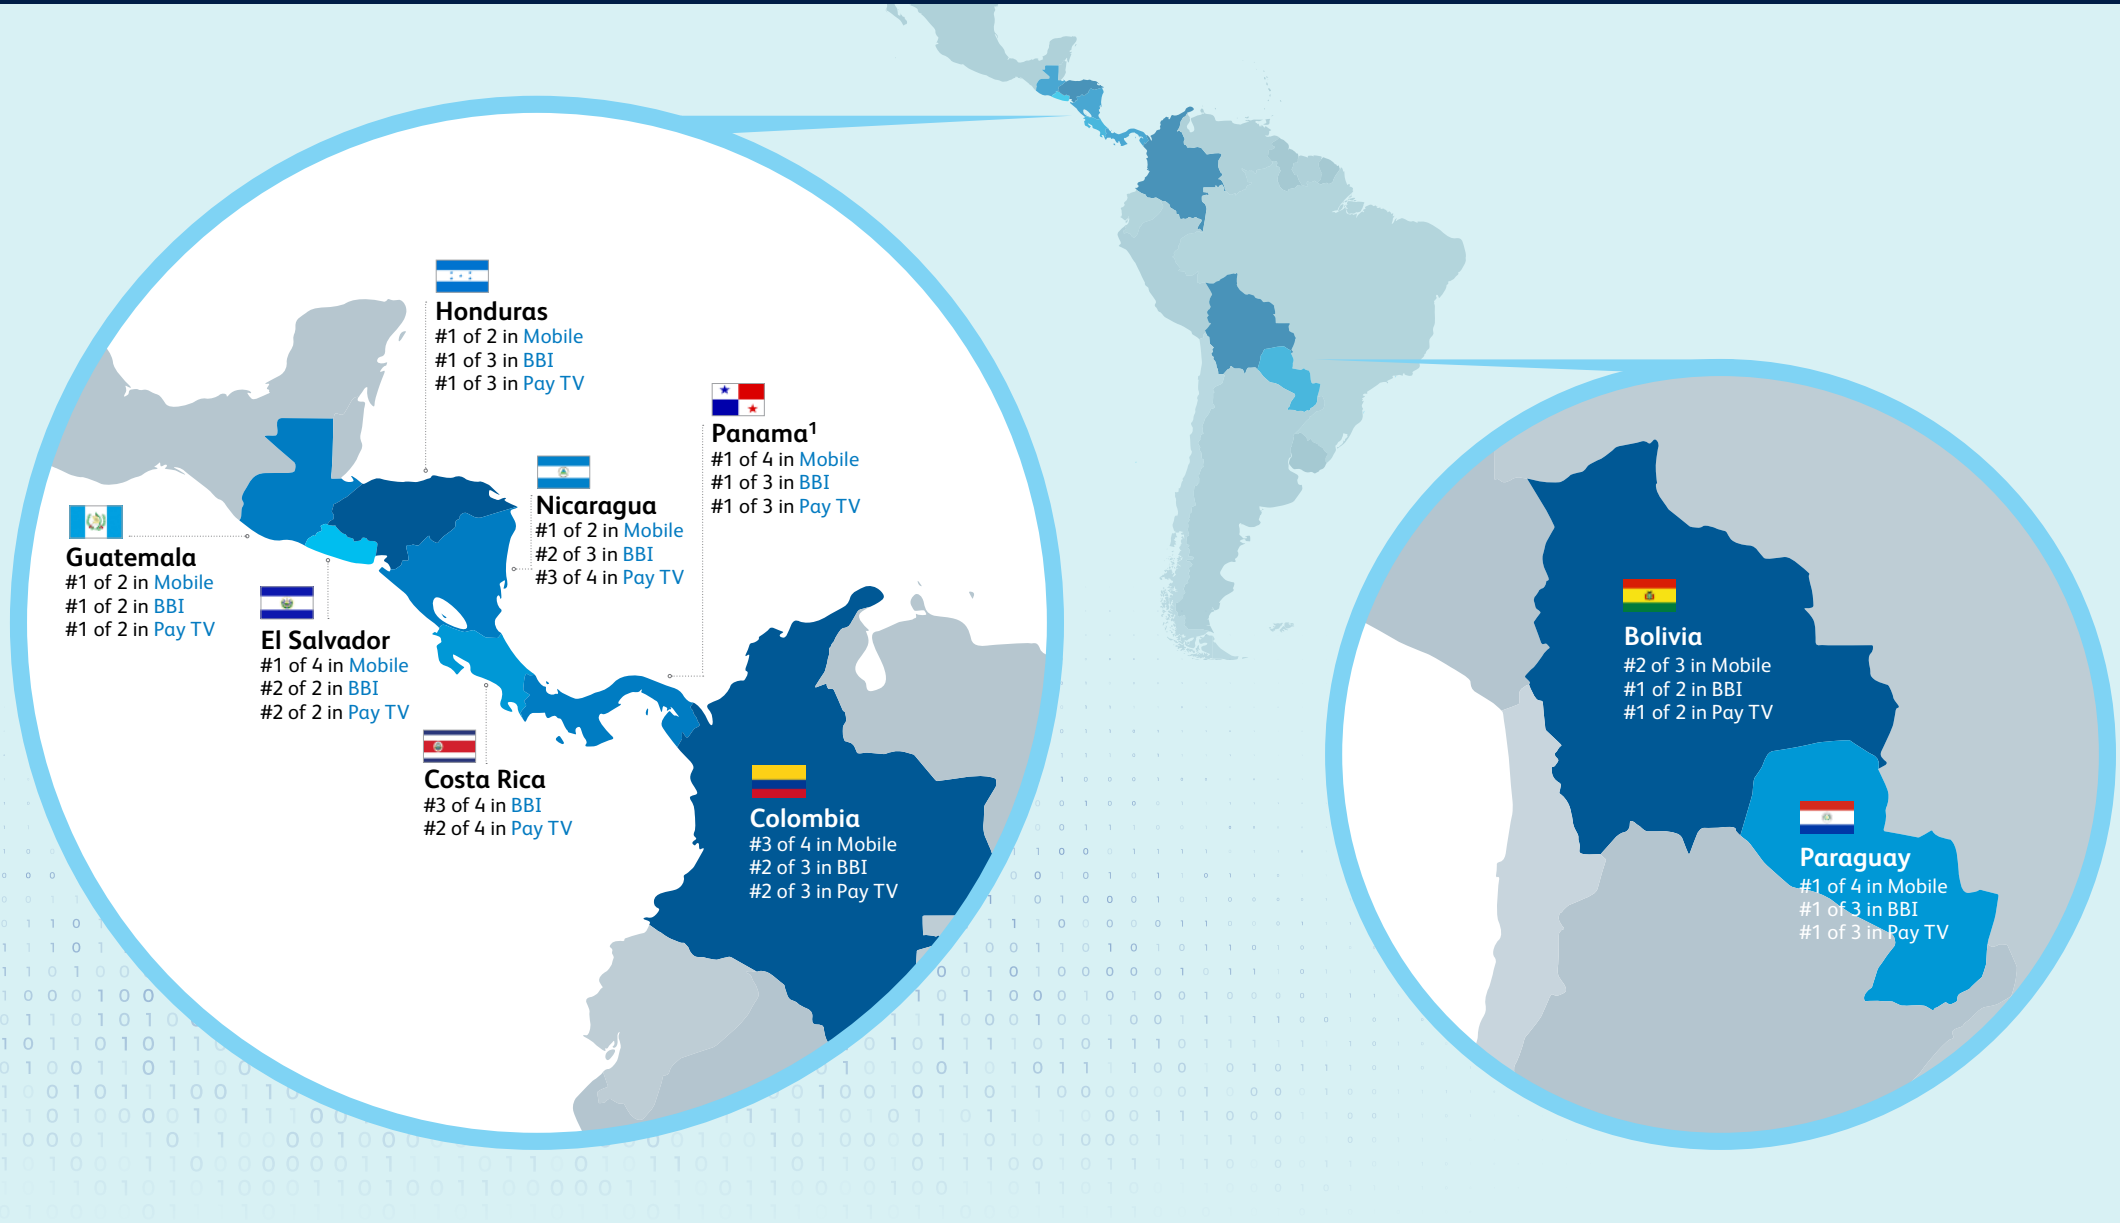 Honduras
#1 of 2 in Mobile
#1 of 3 in BBI
#1 of 3 in Pay TV
Panama¹
#1 of 4 in Mobile
#1 of 3 in BBI
#1 of 3 in Pay TV
Nicaragua
#1 of 2 in Mobile
#2 of 3 in BBI
#3 of 4 in Pay TV
Guatemala
#1 of 2 in Mobile
#1 of 2 in BBI
#1 of 2 in Pay TV
El Salvador
#1 of 4 in Mobile
#2 of 2 in BBI
#2 of 2 in Pay TV
Costa Rica
#3 of 4 in BBI
#2 of 4 in Pay TV
Colombia
#3 of 4 in Mobile
#2 of 3 in BBI
#2 of 3 in Pay TV
Bolivia
#2 of 3 in Mobile
#1 of 2 in BBI
#1 of 2 in Pay TV
Paraguay
#1 of 4 in Mobile
#1 of 3 in BBI
#1 of 3 in Pay TV